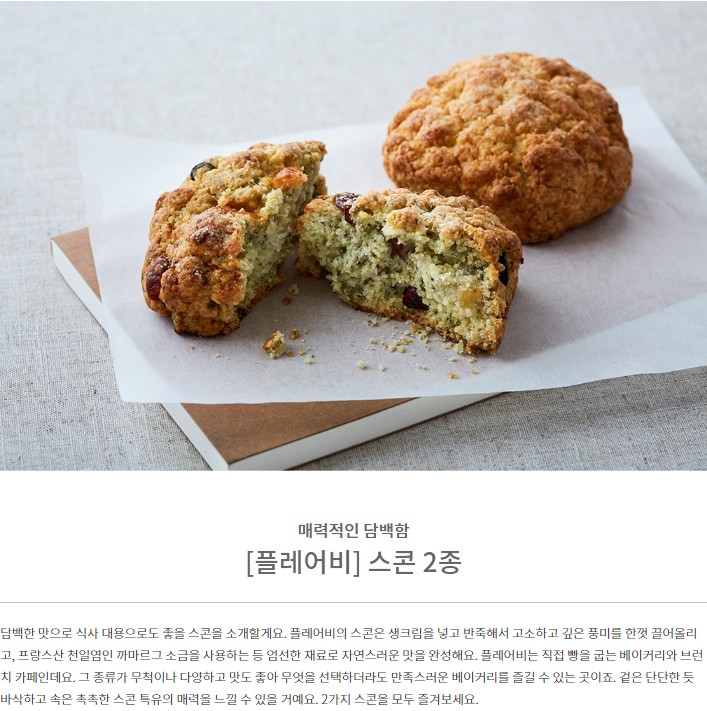 매력적인 담백함
[플레어비] 스콘 2종
담백한 맛으로 식사 대용으로도 좋을 스콘을 소개할게요. 플레어비의 스콘은 생크림을 넣고 반죽해서 고소하고 깊은 풍미를 한껏 끌어올리
고, 프랑스산 천일염인 까마르그 소금을 사용하는 등 엄선한 재료로 자연스러운 맛을 완성해요. 플레어비는 직접 빵을 굽는 베이커리와 브런
치 카페인데요. 그 종류가 무척이나 다양하고 맛도 좋아 무엇을 선택하더라도 만족스러운 베이커리를 즐길 수 있는 곳이죠. 겉은 단단한 듯
바삭하고 속은 촉촉한 스콘 특유의 매력을 느낄 수 있을 거예요. 2가지 스콘을 모두 즐겨보세요.